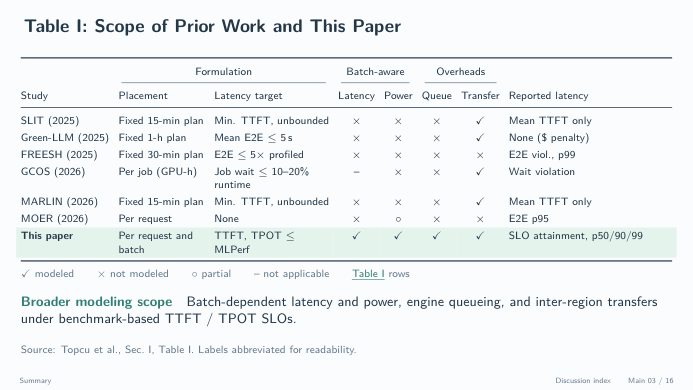 Table I: Scope of Prior Work and This Paper
Formulation Batch-aware Overheads
Study Placement Latency target Latency Power Queue Transfer Reported latency
SLIT (2025) Fixed 15-min plan Min. TTFT, unbounded × × × ✓ Mean TTFT only
Green-LLM (2025) Fixed 1-h plan Mean E2E ≤ 5 s × × × ✓ None ($ penalty)
FREESH (2025) Fixed 30-min plan E2E ≤ 5× profiled × × × × E2E viol., p99
GCOS (2026) Per job (GPU-h) Job wait ≤ 10–20% – × × ✓ Wait violation
runtime
MARLIN (2026) Fixed 15-min plan Min. TTFT, unbounded × × × ✓ Mean TTFT only
MOER (2026) Per request None × ○ × × E2E p95
This paper Per request and TTFT, TPOT ≤ ✓ ✓ ✓ ✓ SLO attainment, p50/90/99
batch MLPerf
✓ modeled × not modeled ○ partial – not applicable Table I rows
Broader modeling scope Batch-dependent latency and power, engine queueing, and inter-region transfers
under benchmark-based TTFT / TPOT SLOs.
Source: Topcu et al., Sec. I, Table I. Labels abbreviated for readability.
Summary Discussion index Main 03 / 16